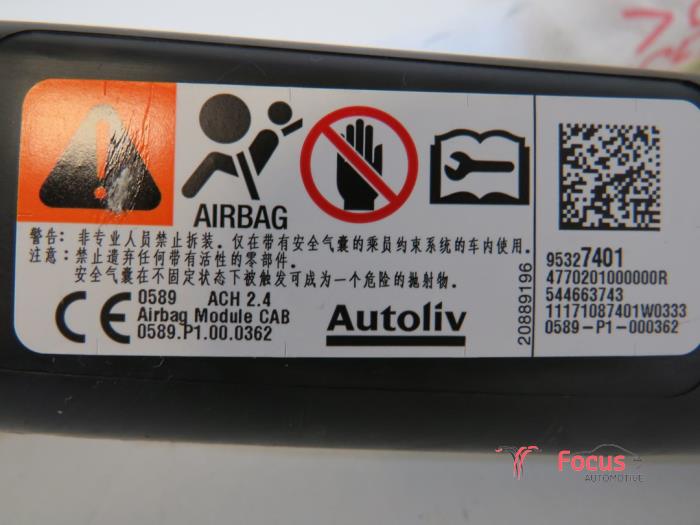 AIRBAG
警告: 非专业人员禁止拆装。仅在带有安全气囊的乘员约束系统的车内使用。
注意: 禁止遗弃任何带有活性的零部件。
安全气囊在不固定状态下被触发可成为一个危险的抛射物。
CE 0589 ACH 2.4
Airbag Module CAB
0589.P1.00.0362
Autoliv
20889196
95327401
4770201000000R
544663743
11171087401W0333
0589-P1-000362
Focus
AUTOMOTIVE